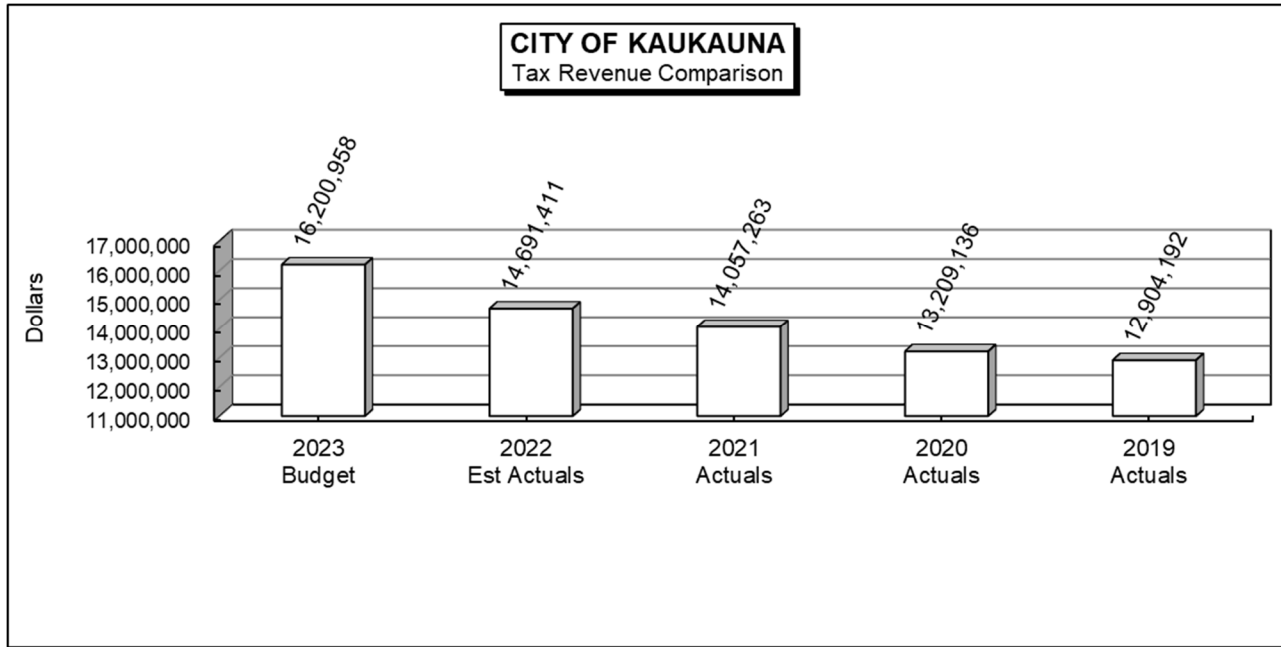 CITY OF KAUKAUNA
Tax Revenue Comparison
16,200,958
14,691,411
14,057,263
13,209,136
12,904,192
Dollars
17,000,000
16,000,000
15,000,000
14,000,000
13,000,000
12,000,000
11,000,000
2023
Budget
2022
Est Actuals
2021
Actuals
2020
Actuals
2019
Actuals